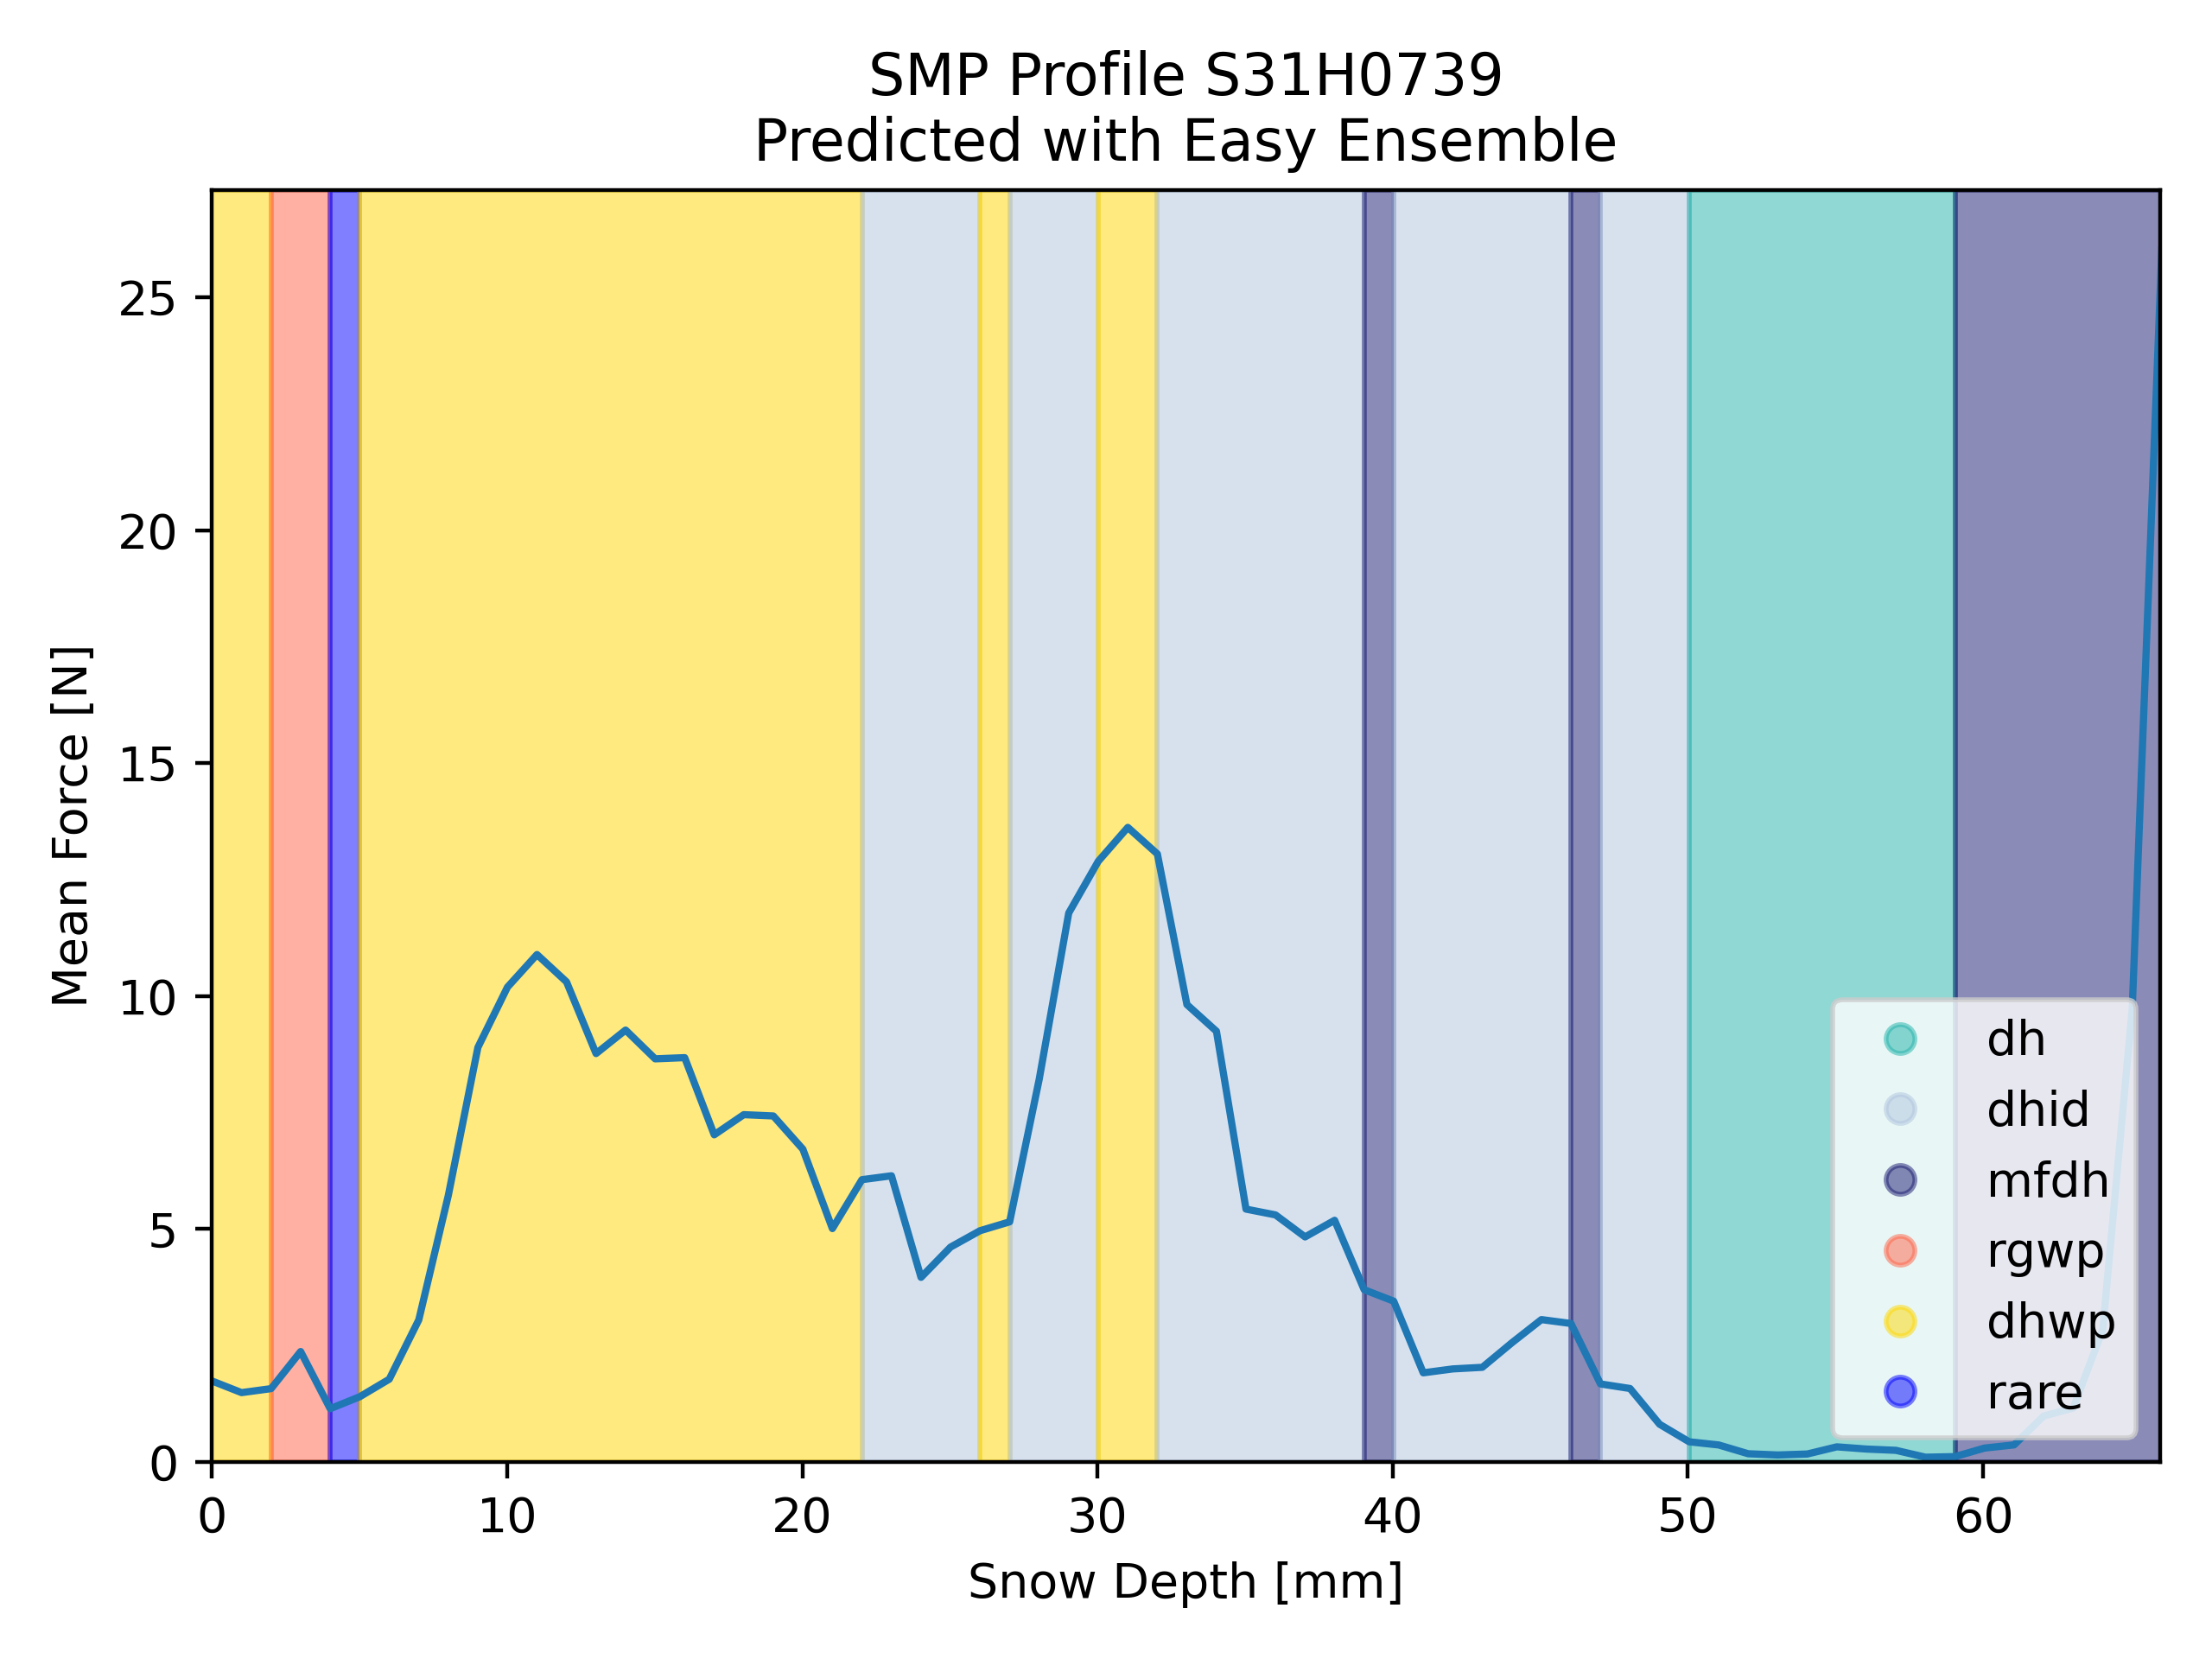 SMP Profile S31H0739
Predicted with Easy Ensemble
Mean Force [N]
25
20
15
10
5
0
dh
dhid
mfdh
rgwp
dhwp
rare
0 10 20 30 40 50 60
Snow Depth [mm]